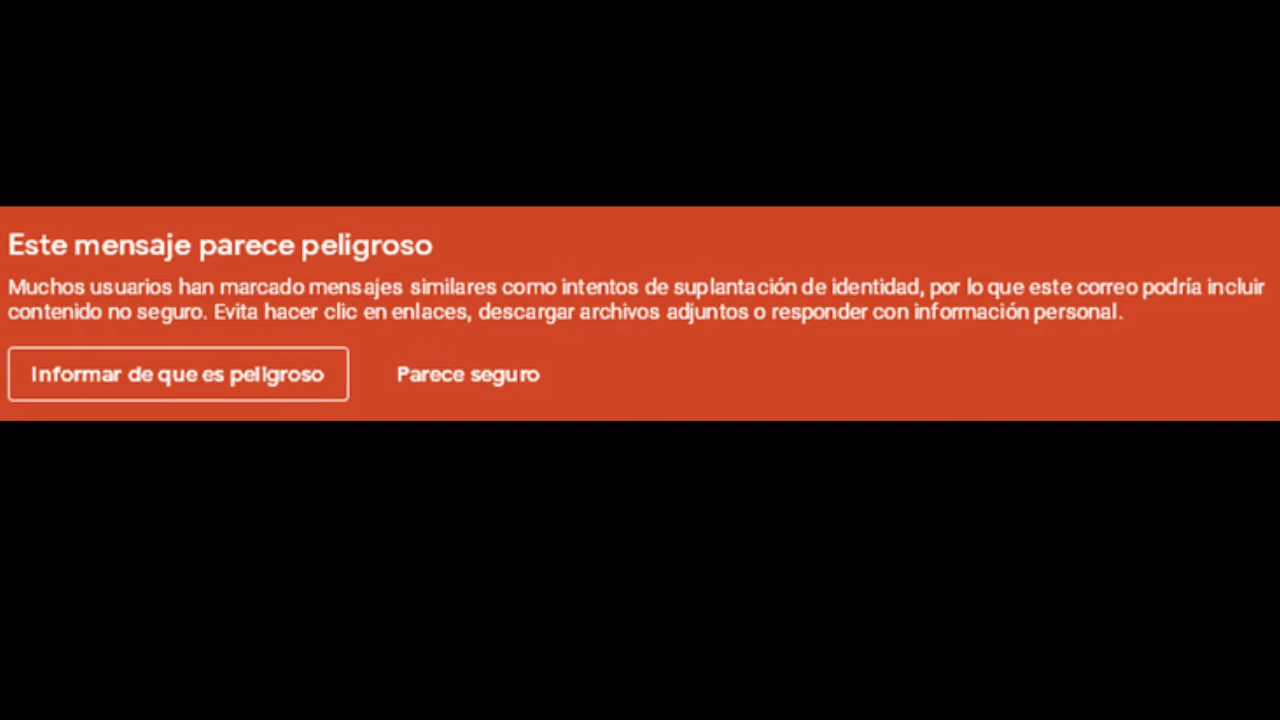 Este mensaje parece peligroso
Muchos usuarios han marcado mensajes similares como intentos de suplantación de identidad, por lo que este correo podría incluir
contenido no seguro. Evita hacer clic en enlaces, descargar archivos adjuntos o responder con información personal.
Informar de que es peligroso
Parece seguro